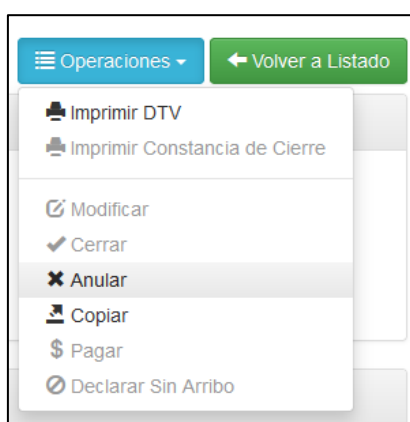 Operaciones
Volver a Listado
Imprimir DTV
Imprimir Constancia de Cierre
Modificar
Cerrar
Anular
Copiar
$ Pagar
Declarar Sin Arribo